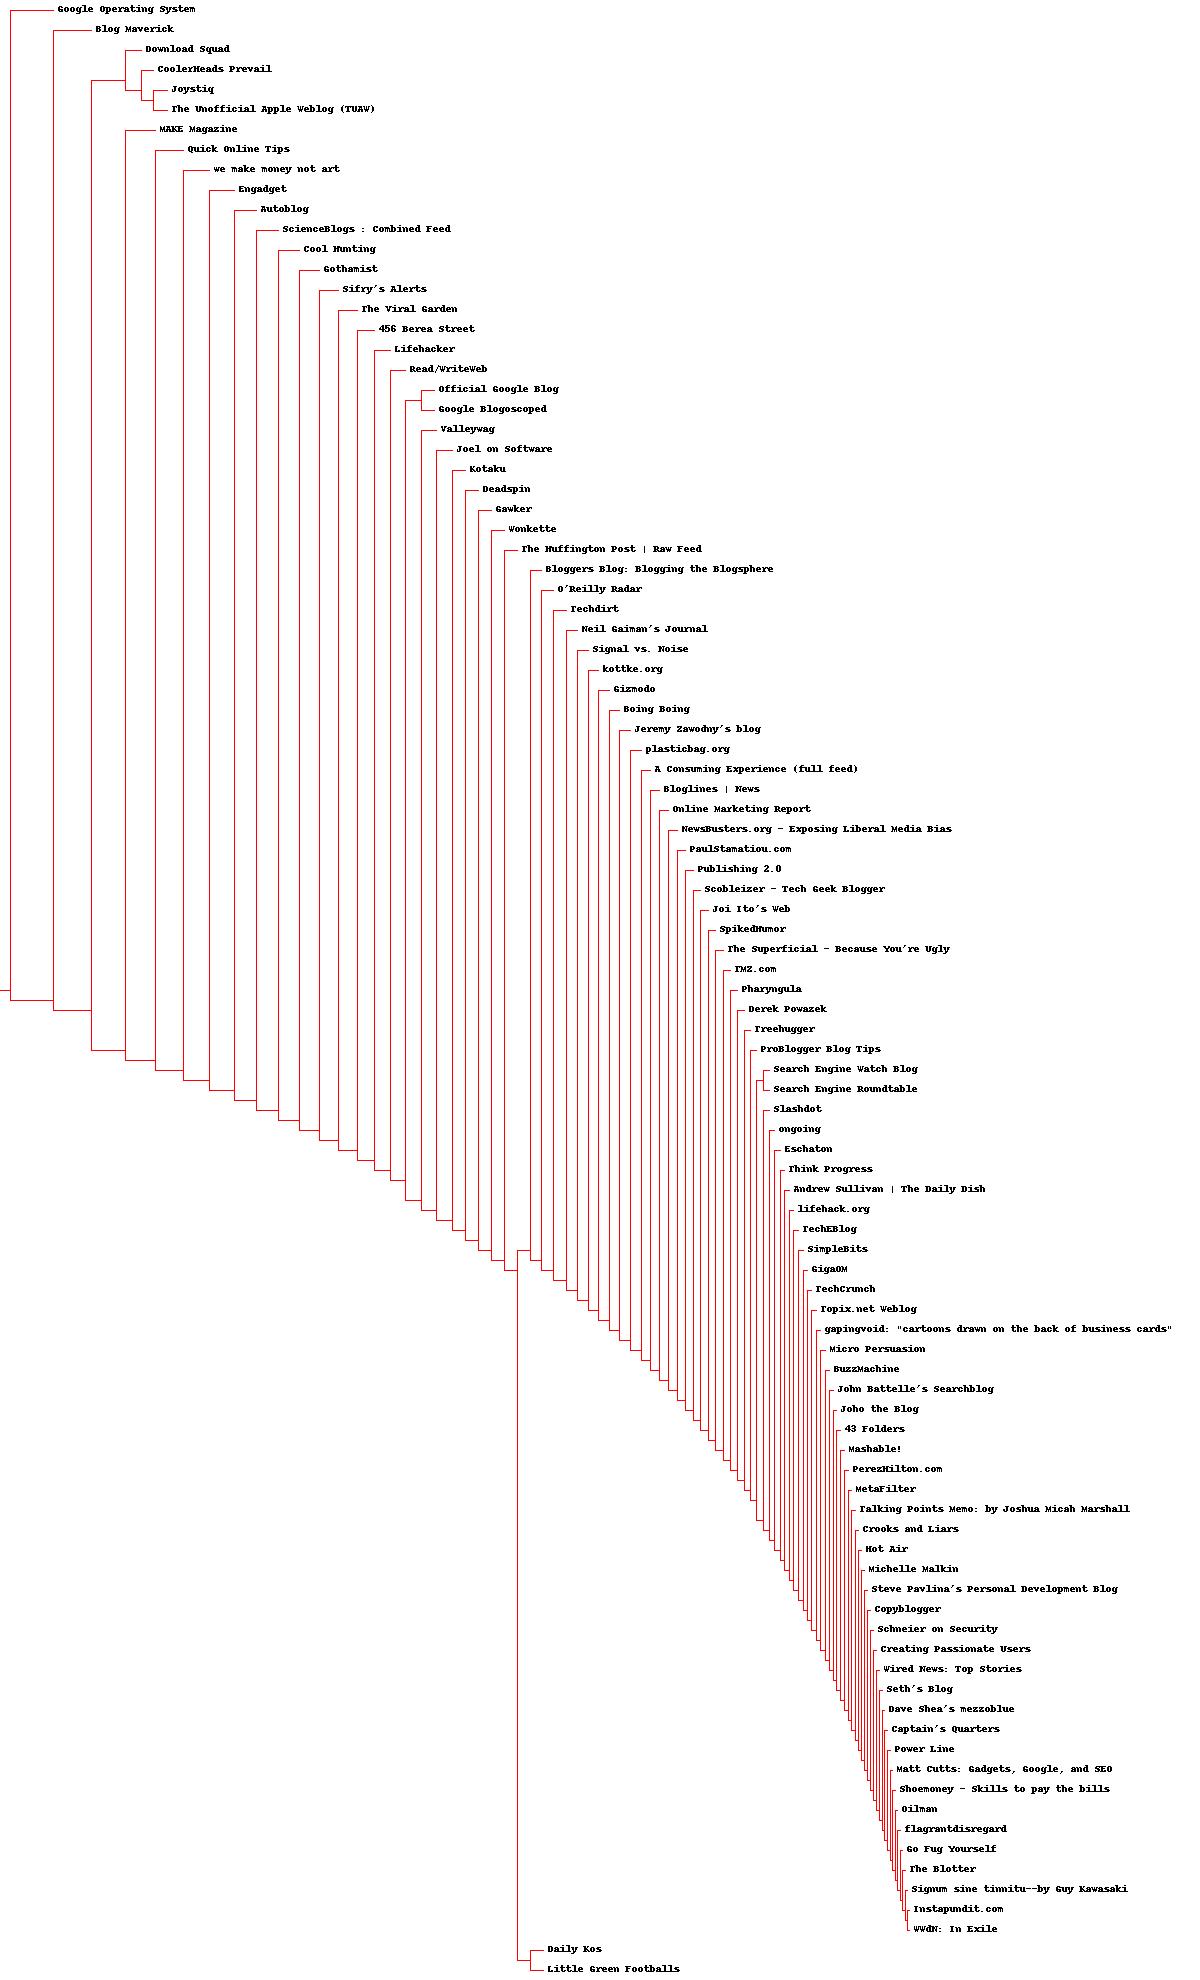 Google Operating System
Blog Maverick
Download Squad
CoolerHeads Prevail
Joystiq
The Unofficial Apple Weblog (TUAW)
MAKE Magazine
Quick Online Tips
we make money not art
Engadget
Autoblog
ScienceBlogs : Combined Feed
Cool Hunting
Gothamist
Sifry's Alerts
The Viral Garden
456 Berea Street
Lifehacker
Read/WriteWeb
Official Google Blog
Google Blogoscoped
Valleywag
Joel on Software
Kotaku
Deadspin
Gawker
Wonkette
The Huffington Post | Raw Feed
Bloggers Blog: Blogging the Blogsphere
O'Reilly Radar
Techdirt
Neil Gaiman's Journal
Signal vs. Noise
kottke.org
Gizmodo
Boing Boing
Jeremy Zawodny's blog
plasticbag.org
A Consuming Experience (full feed)
Bloglines | News
Online Marketing Report
NewsBusters.org - Exposing Liberal Media Bias
PaulStamatiou.com
Publishing 2.0
Scobleizer - Tech Geek Blogger
Joi Ito's Web
SpikedHumor
The Superficial - Because You're Ugly
TMZ.com
Pharyngula
Derek Powazek
Treehugger
ProBlogger Blog Tips
Search Engine Watch Blog
Search Engine Roundtable
Slashdot
ongoing
Eschaton
Think Progress
Andrew Sullivan | The Daily Dish
lifehack.org
TechEBlog
SimpleBits
GigaOM
TechCrunch
Topix.net Weblog
gapingvoid: "cartoons drawn on the back of business cards"
Micro Persuasion
BuzzMachine
John Battelle's Searchblog
Joho the Blog
43 Folders
Mashable!
PerezHilton.com
MetaFilter
Talking Points Memo: by Joshua Micah Marshall
Crooks and Liars
Hot Air
Michelle Malkin
Steve Pavlina's Personal Development Blog
Copyblogger
Schneier on Security
Creating Passionate Users
Wired News: Top Stories
Seth's Blog
Dave Shea's mezzoblue
Captain's Quarters
Power Line
Matt Cutts: Gadgets, Google, and SEO
Shoemoney - Skills to pay the bills
Oilman
flagrantdisregard
Go Fug Yourself
The Blotter
Signum sine tinnitu--by Guy Kawasaki
Instapundit.com
WWdN: In Exile
Daily Kos
Little Green Footballs